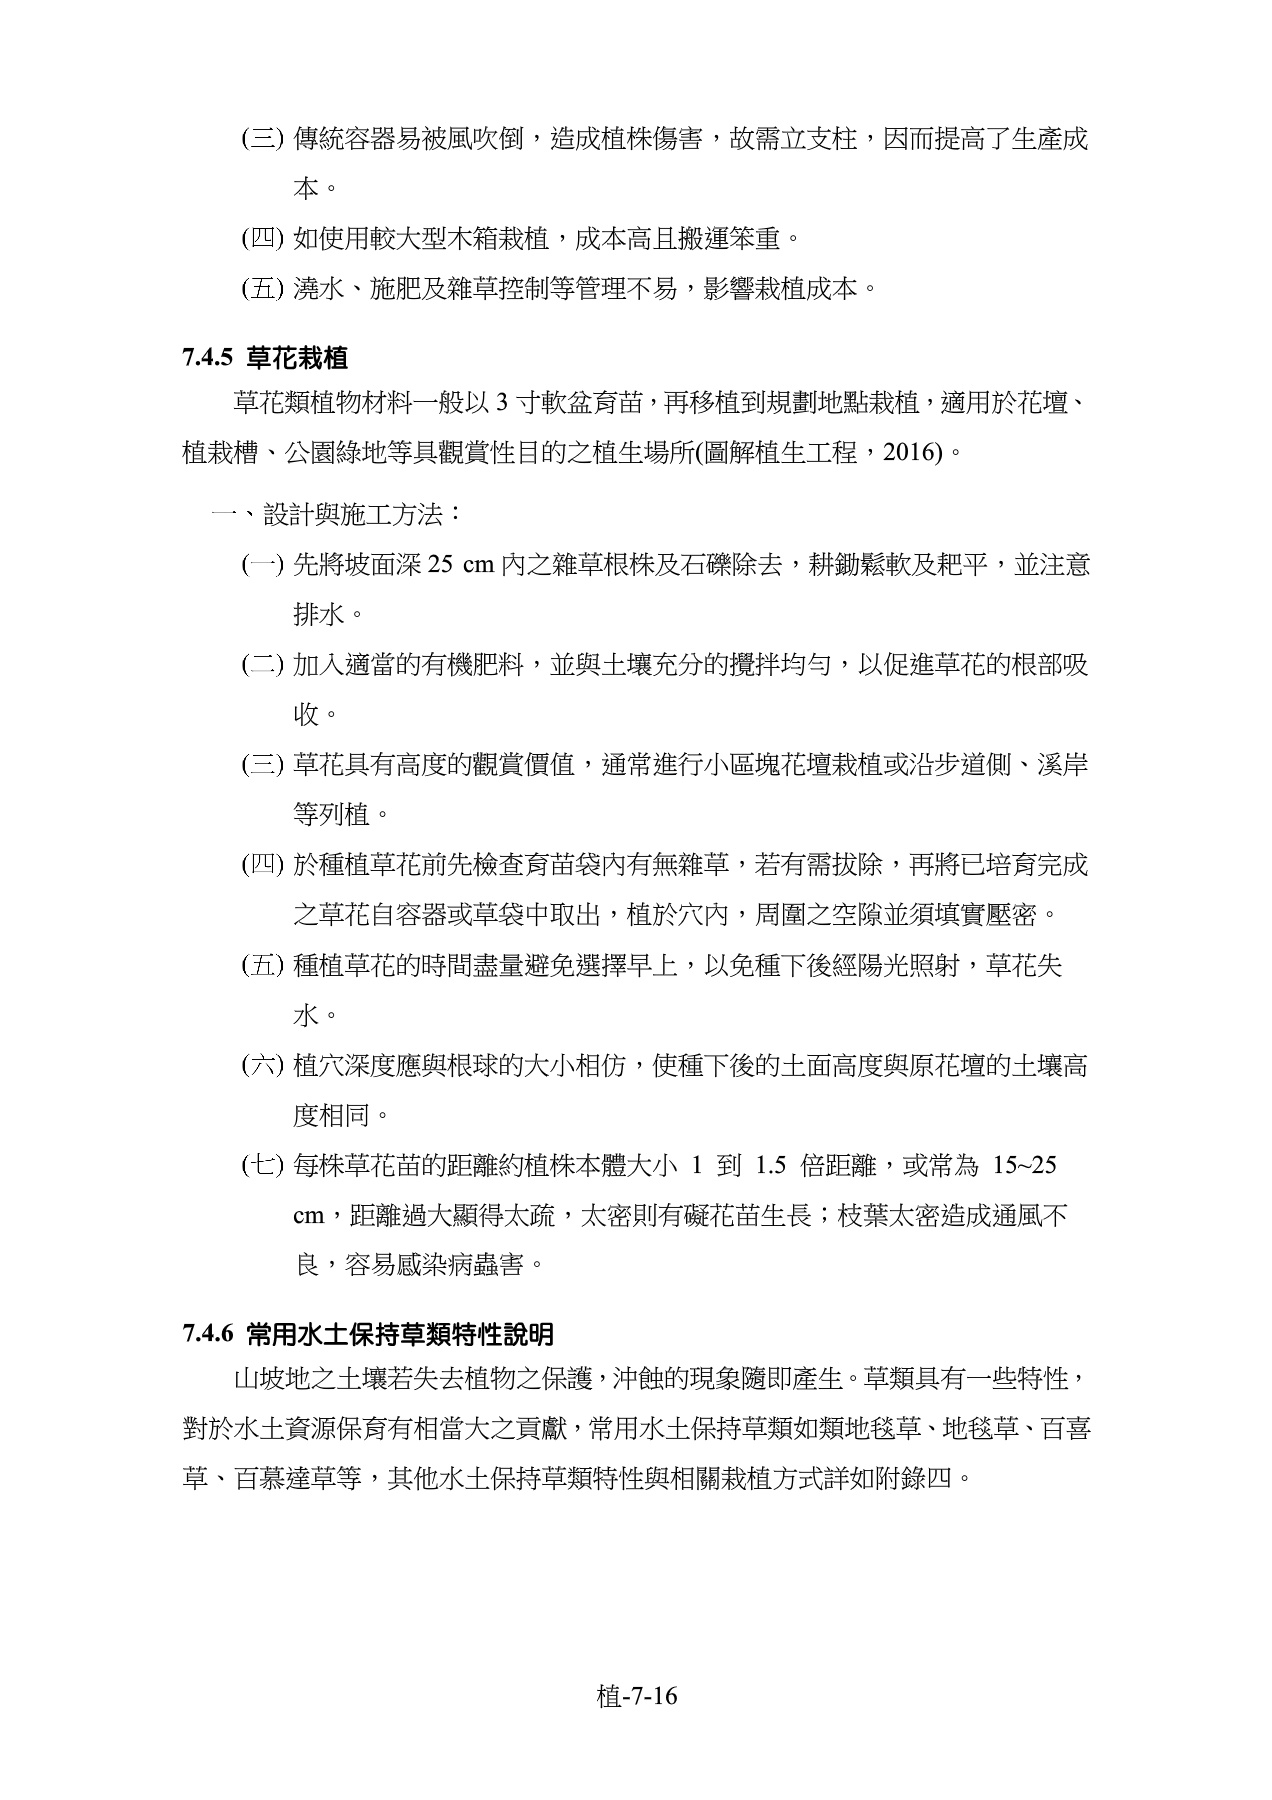 (三) 傳統容器易被風吹倒，造成植株傷害，故需立支柱，因而提高了生產成
本。
(四) 如使用較大型木箱栽植，成本高且搬運笨重。
(五) 澆水、施肥及雜草控制等管理不易，影響栽植成本。
7.4.5 草花栽植
草花類植物材料一般以 3 寸軟盆育苗，再移植到規劃地點栽植，適用於花壇、
植栽槽、公園綠地等具觀賞性目的之植生場所(圖解植生工程，2016)。
一、設計與施工方法：
(一) 先將坡面深 25 cm 內之雜草根株及石礫除去，耕鋤鬆軟及耙平，並注意
排水。
(二) 加入適當的有機肥料，並與土壤充分的攪拌均勻，以促進草花的根部吸
收。
(三) 草花具有高度的觀賞價值，通常進行小區塊花壇栽植或沿步道側、溪岸
等列植。
(四) 於種植草花前先檢查育苗袋內有無雜草，若有需拔除，再將已培育完成
之草花自容器或草袋中取出，植於穴內，周圍之空隙並須填實壓密。
(五) 種植草花的時間盡量避免選擇早上，以免種下後經陽光照射，草花失
水。
(六) 植穴深度應與根球的大小相仿，使種下後的土面高度與原花壇的土壤高
度相同。
(七) 每株草花苗的距離約植株本體大小 1 到 1.5 倍距離，或常為 15~25
cm，距離過大顯得太疏，太密則有礙花苗生長；枝葉太密造成通風不
良，容易感染病蟲害。
7.4.6 常用水土保持草類特性說明
山坡地之土壤若失去植物之保護，沖蝕的現象隨即產生。草類具有一些特性，
對於水土資源保育有相當大之貢獻，常用水土保持草類如類地毯草、地毯草、百喜
草、百慕達草等，其他水土保持草類特性與相關栽植方式詳如附錄四。
植-7-16